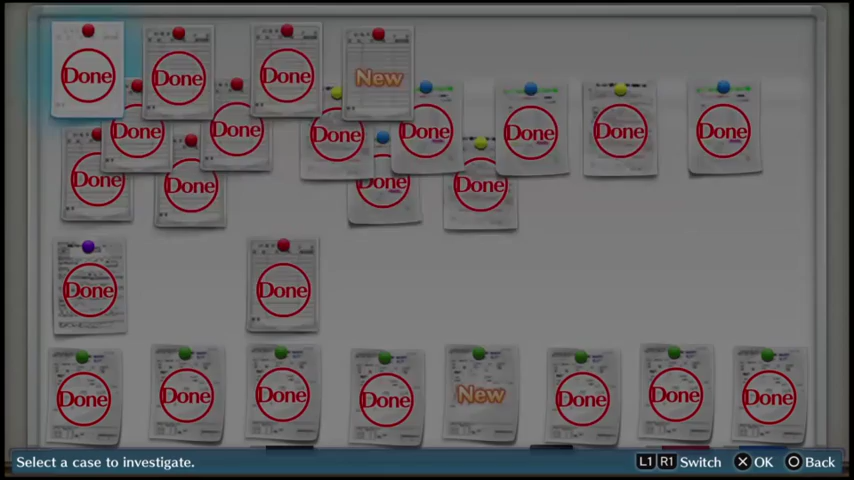 Done Done Done New
Done Done Done Done Done Done Done
Done Done Done Done
Done Done
Done Done Done Done New Done Done Done
Select a case to investigate. L1 R1 Switch OK Back